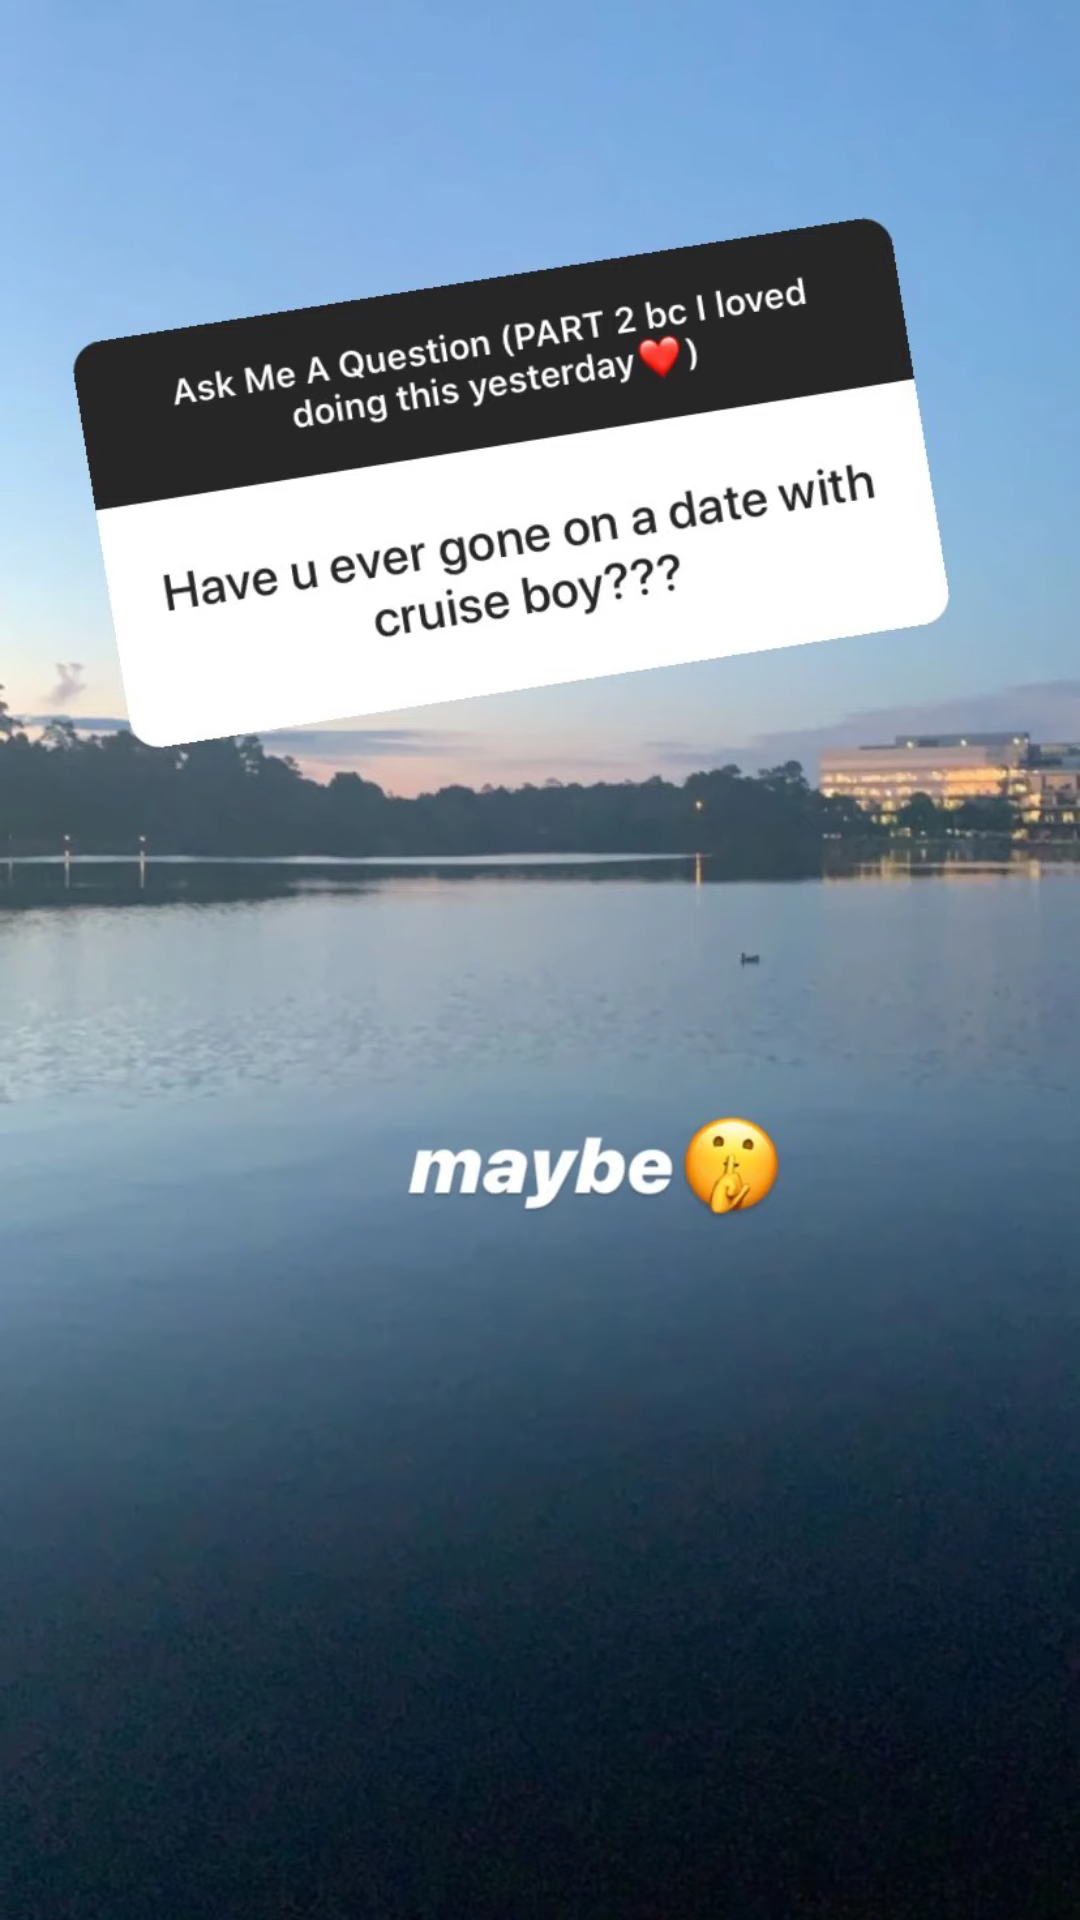 Ask Me A Question (PART 2 bc I loved
doing this yesterday❤️)
Have u ever gone on a date with
cruise boy???
maybe🤫